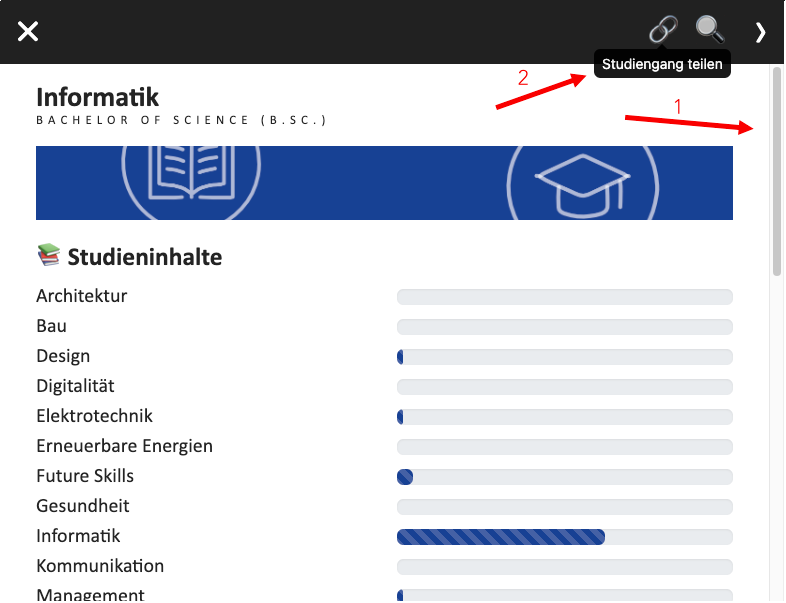 Studiengang teilen
2
1
Informatik
BACHELOR OF SCIENCE (B.SC.)
Studieninhalte
Architektur
Bau
Design
Digitalität
Elektrotechnik
Erneuerbare Energien
Future Skills
Gesundheit
Informatik
Kommunikation
Management